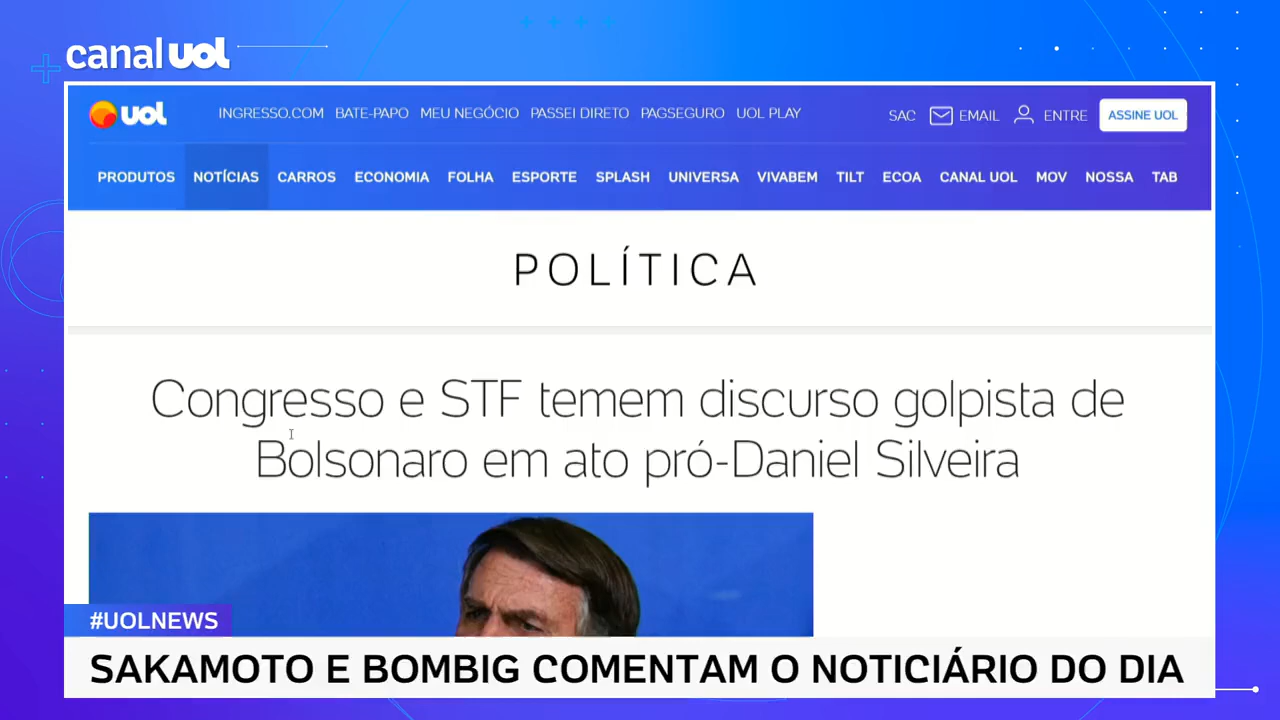 canal uol
uol
INGRESSO.COM BATE-PAPO MEU NEGÓCIO PASSEI DIRETO PAGSEGURO UOL PLAY
SAC EMAIL ENTRE ASSINE UOL
PRODUTOS NOTÍCIAS CARROS ECONOMIA FOLHA ESPORTE SPLASH UNIVERSA VIVABEM TILT ECOA CANAL UOL MOV NOSSA TAB
POLÍTICA
Congresso e STF temem discurso golpista de
Bolsonaro em ato pró-Daniel Silveira
#UOLNEWS
SAKAMOTO E BOMBIG COMENTAM O NOTICIÁRIO DO DIA